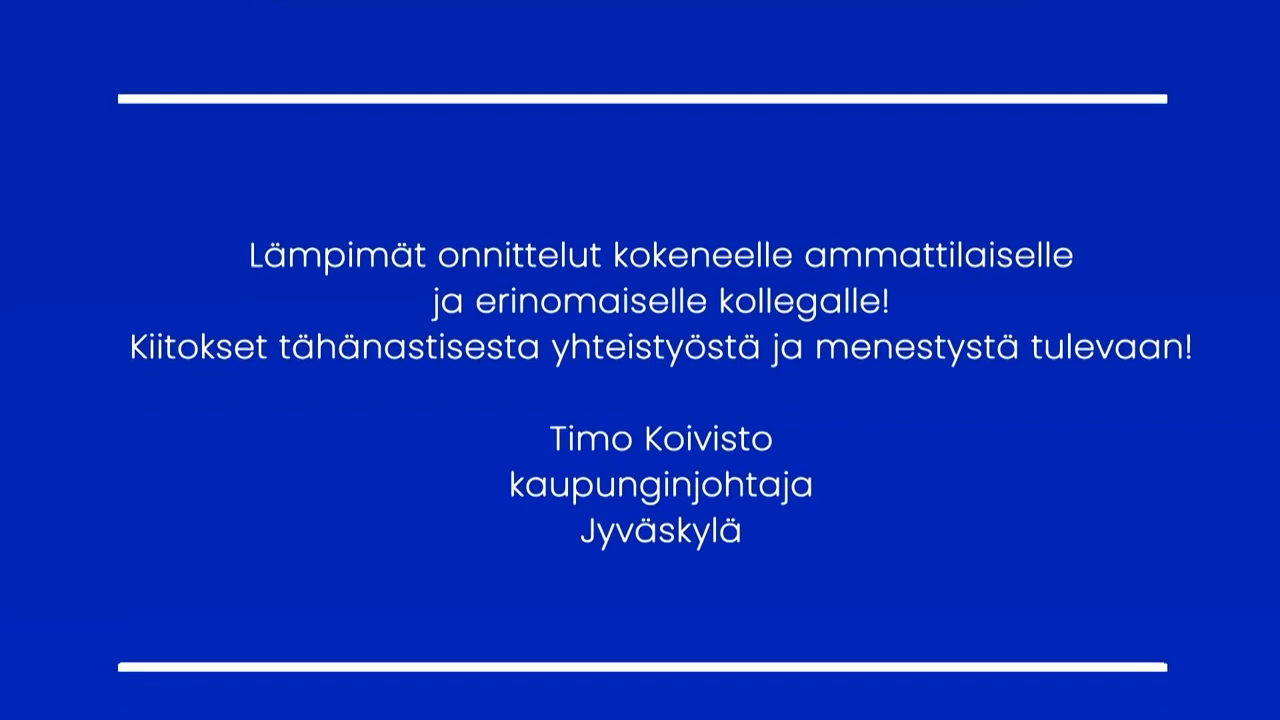 Lämpimät onnittelut kokeneelle ammattilaiselle
ja erinomaiselle kollegalle!
Kiitokset tähänastisesta yhteistyöstä ja menestystä tulevaan!
Timo Koivisto
kaupunginjohtaja
Jyväskylä